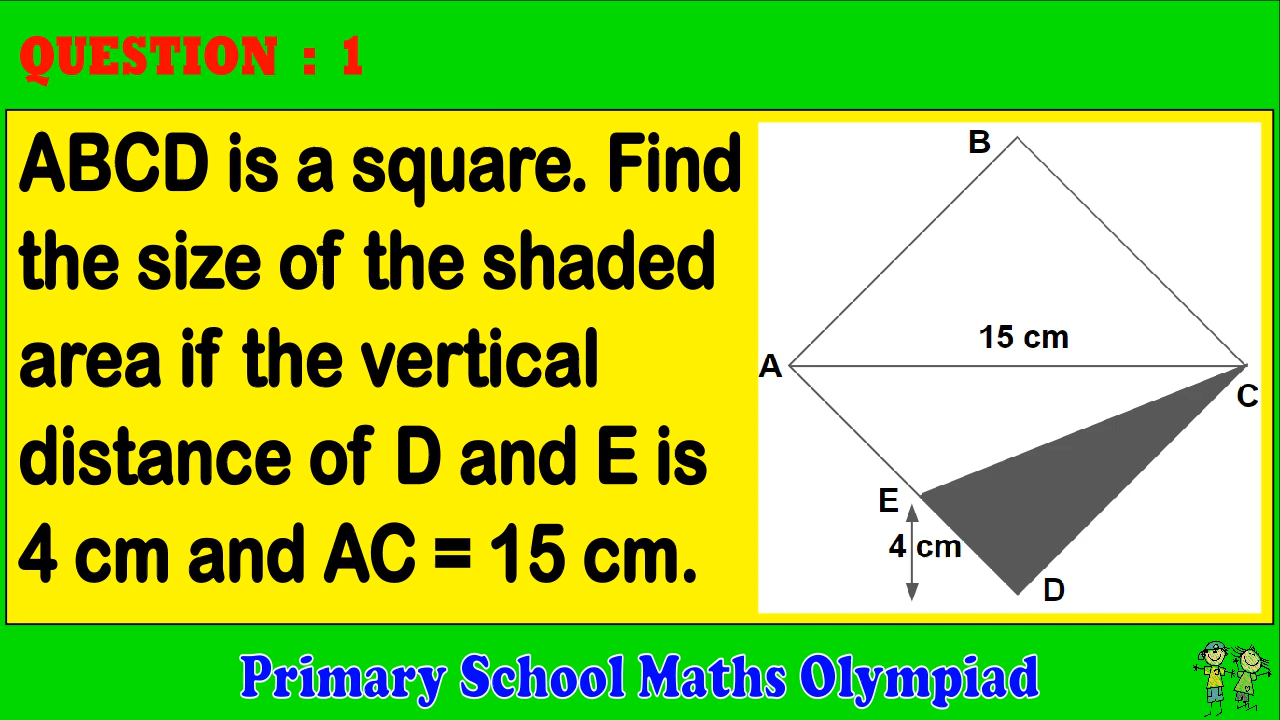 QUESTION : 1
ABCD is a square. Find
the size of the shaded
area if the vertical
distance of D and E is
4 cm and AC = 15 cm.
B
15 cm
A
C
E
4 cm
D
Primary School Maths Olympiad